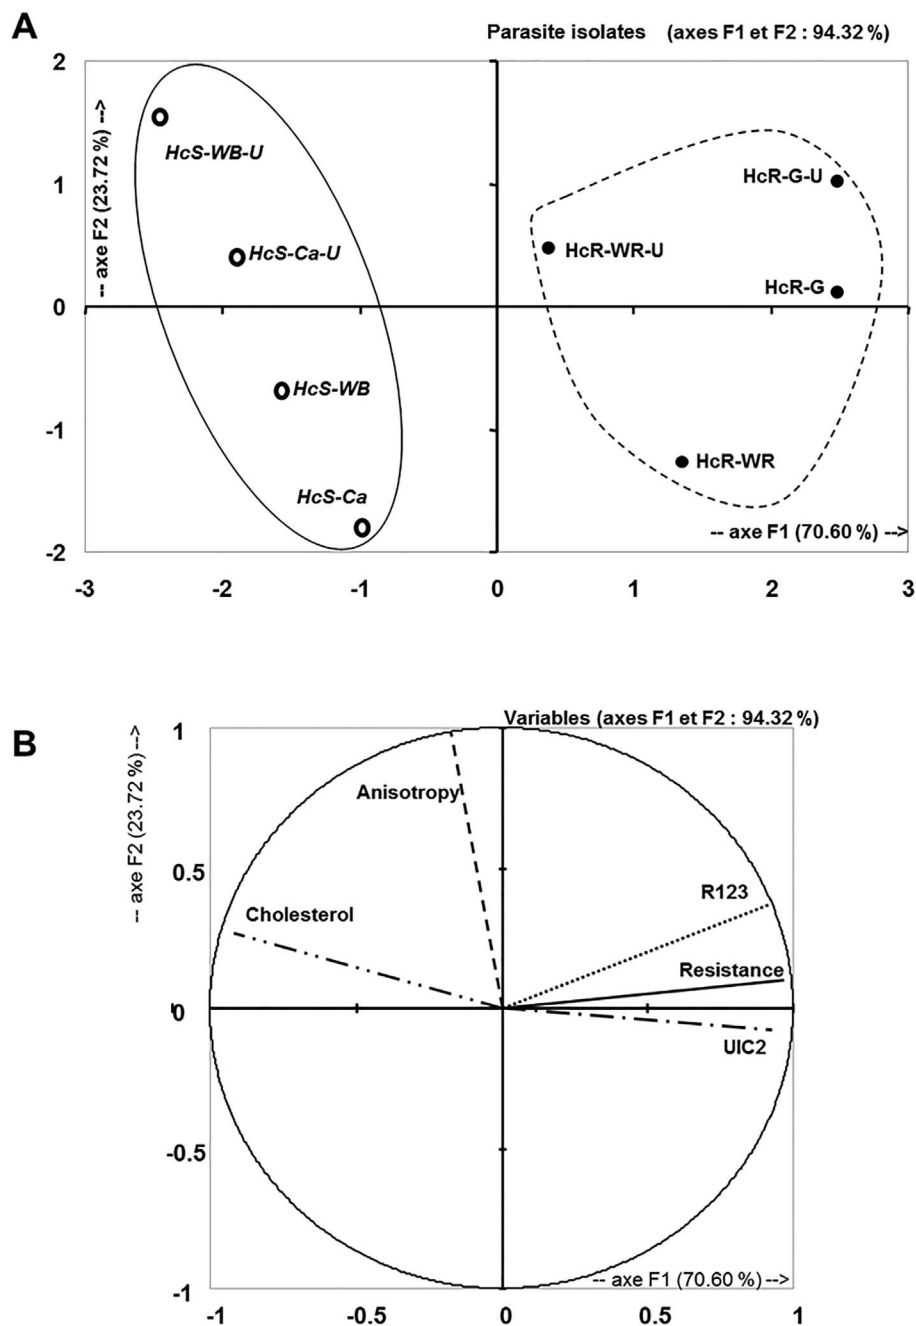 A
Parasite isolates (axes F1 et F2 : 94.32 %)
2
1
0
-1
-2
-- axe F2 (23.72 %) -->
HcS-WB-U
HcS-Ca-U
HcS-WB
HcS-Ca
HcR-G-U
HcR-WR-U
HcR-G
HcR-WR
-- axe F1 (70.60 %) -->
-3 -2 -1 0 1 2 3
B
Variables (axes F1 et F2 : 94.32 %)
-- axe F2 (23.72 %) -->
1
0.5
0
-0.5
-1
Anisotropy
Cholesterol
R123
Resistance
UIC2
-- axe F1 (70.60 %) -->
-1 -0.5 0 0.5 1